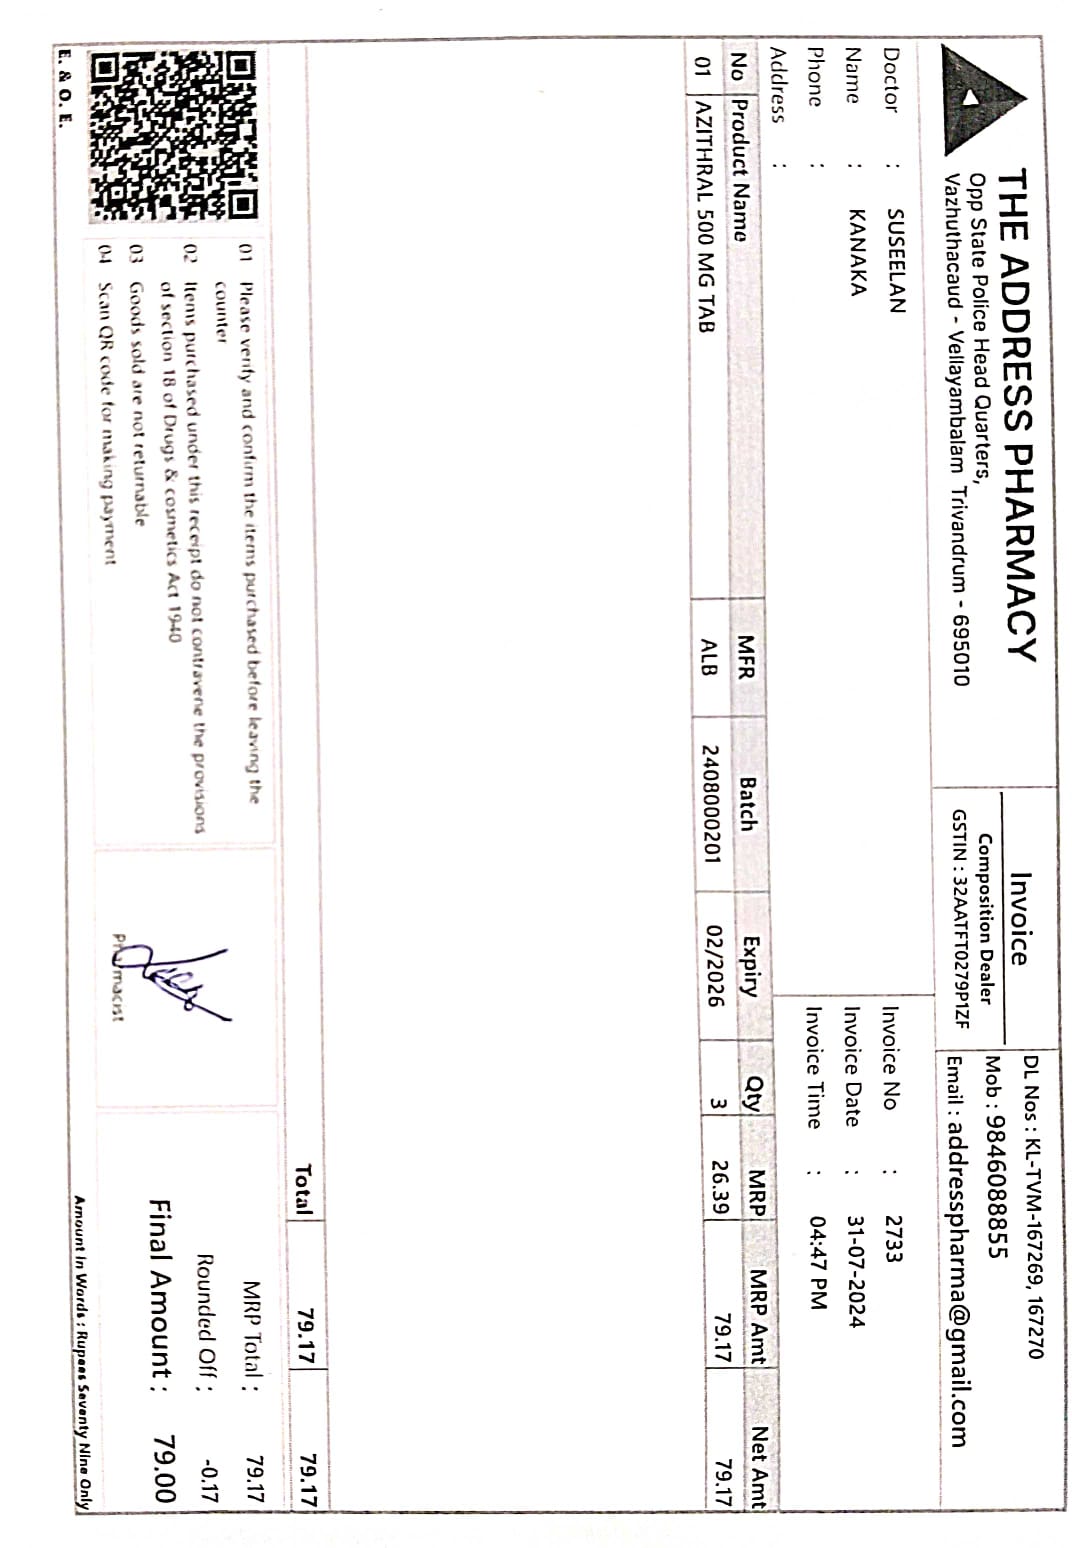 THE ADDRESS PHARMACY
Opp State Police Head Quarters,
Vazhuthacaud - Vellayambalam Trivandrum - 695010
Invoice
Composition Dealer
GSTIN : 32AATFT0279P1ZF
DL Nos : KL-TVM-167269, 167270
Mob : 9846088855
Email : addresspharma@gmail.com
Doctor : SUSEELAN
Name : KANAKA
Phone :
Address :
Invoice No : 2733
Invoice Date : 31-07-2024
Invoice Time : 04:47 PM
No Product Name MFR Batch Expiry Qty MRP MRP Amt Net Amt
01 AZITHRAL 500 MG TAB ALB 2408000201 02/2026 3 26.39 79.17 79.17
Total 79.17 79.17
01 Please verify and confirm the items purchased before leaving the
counter
02 Items purchased under this receipt do not contravene the provisions
of section 18 of Drugs & cosmetics Act 1940
03 Goods sold are not returnable
04 Scan QR code for making payment
E. & O. E.
Pharmacist
MRP Total : 79.17
Rounded Off : -0.17
Final Amount : 79.00
Amount In Words : Rupees Seventy Nine Only